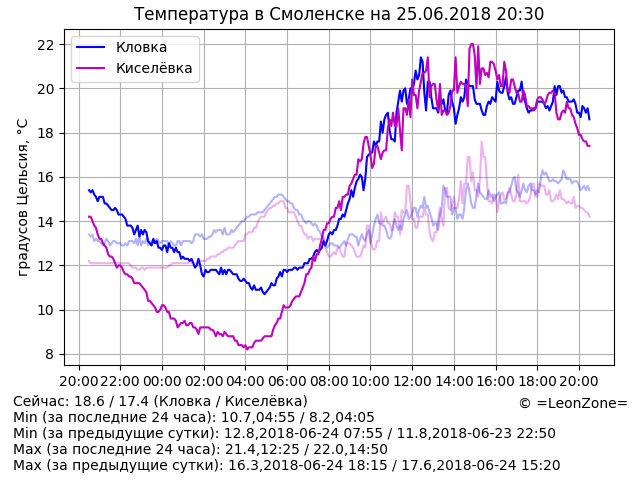 Температура в Смоленске на 25.06.2018 20:30
Кловка
Киселёвка
градусов Цельсия, °C
22
20
18
16
14
12
10
8
20:00 22:00 00:00 02:00 04:00 06:00 08:00 10:00 12:00 14:00 16:00 18:00 20:00
Сейчас: 18.6 / 17.4 (Кловка / Киселёвка)
© =LeonZone=
Min (за последние 24 часа): 10.7,04:55 / 8.2,04:05
Min (за предыдущие сутки): 12.8,2018-06-24 07:55 / 11.8,2018-06-23 22:50
Max (за последние 24 часа): 21.4,12:25 / 22.0,14:50
Max (за предыдущие сутки): 16.3,2018-06-24 18:15 / 17.6,2018-06-24 15:20